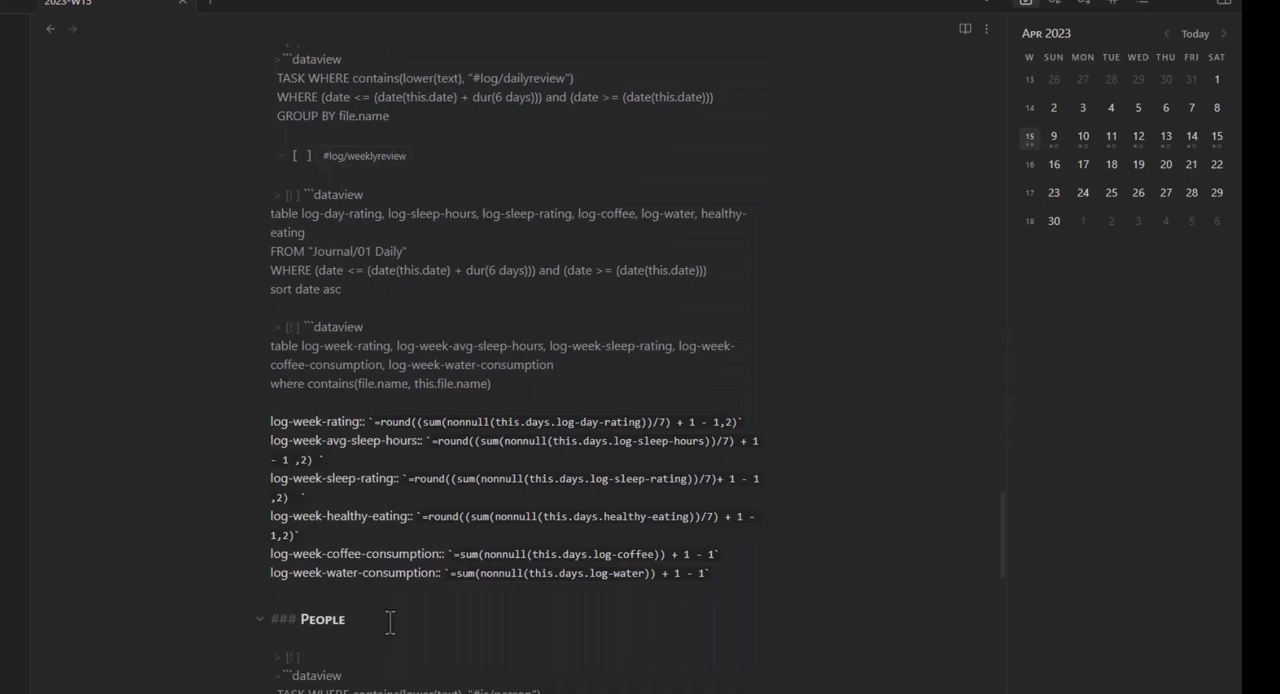 2023-W15
> [!]
> ```dataview
TASK WHERE contains(lower(text), "#log/dailyreview")
WHERE (date <= (date(this.date) + dur(6 days))) and (date >= (date(this.date)))
GROUP BY file.name
- [ ] #log/weeklyreview
> [!] ```dataview
table log-day-rating, log-sleep-hours, log-sleep-rating, log-coffee, log-water, healthy-
eating
FROM "Journal/01 Daily"
WHERE (date <= (date(this.date) + dur(6 days))) and (date >= (date(this.date)))
sort date asc
> [!] ```dataview
table log-week-rating, log-week-avg-sleep-hours, log-week-sleep-rating, log-week-
coffee-consumption, log-week-water-consumption
where contains(file.name, this.file.name)
log-week-rating:: `=round((sum(nonnull(this.days.log-day-rating))/7) + 1 - 1,2)`
log-week-avg-sleep-hours:: `=round((sum(nonnull(this.days.log-sleep-hours))/7) + 1
- 1 ,2) `
log-week-sleep-rating:: `=round((sum(nonnull(this.days.log-sleep-rating))/7)+ 1 - 1
,2)  `
log-week-healthy-eating:: `=round((sum(nonnull(this.days.healthy-eating))/7) + 1 -
1,2)`
log-week-coffee-consumption:: `=sum(nonnull(this.days.log-coffee)) + 1 - 1`
log-week-water-consumption:: `=sum(nonnull(this.days.log-water)) + 1 - 1`
### PEOPLE
> [!]
> ```dataview
TASK WHERE contains(lower(text), "#is/person")
APR 2023
Today
W SUN MON TUE WED THU FRI SAT
13 26 27 28 29 30 31 1
14 2 3 4 5 6 7 8
15 9 10 11 12 13 14 15
16 16 17 18 19 20 21 22
17 23 24 25 26 27 28 29
18 30 1 2 3 4 5 6